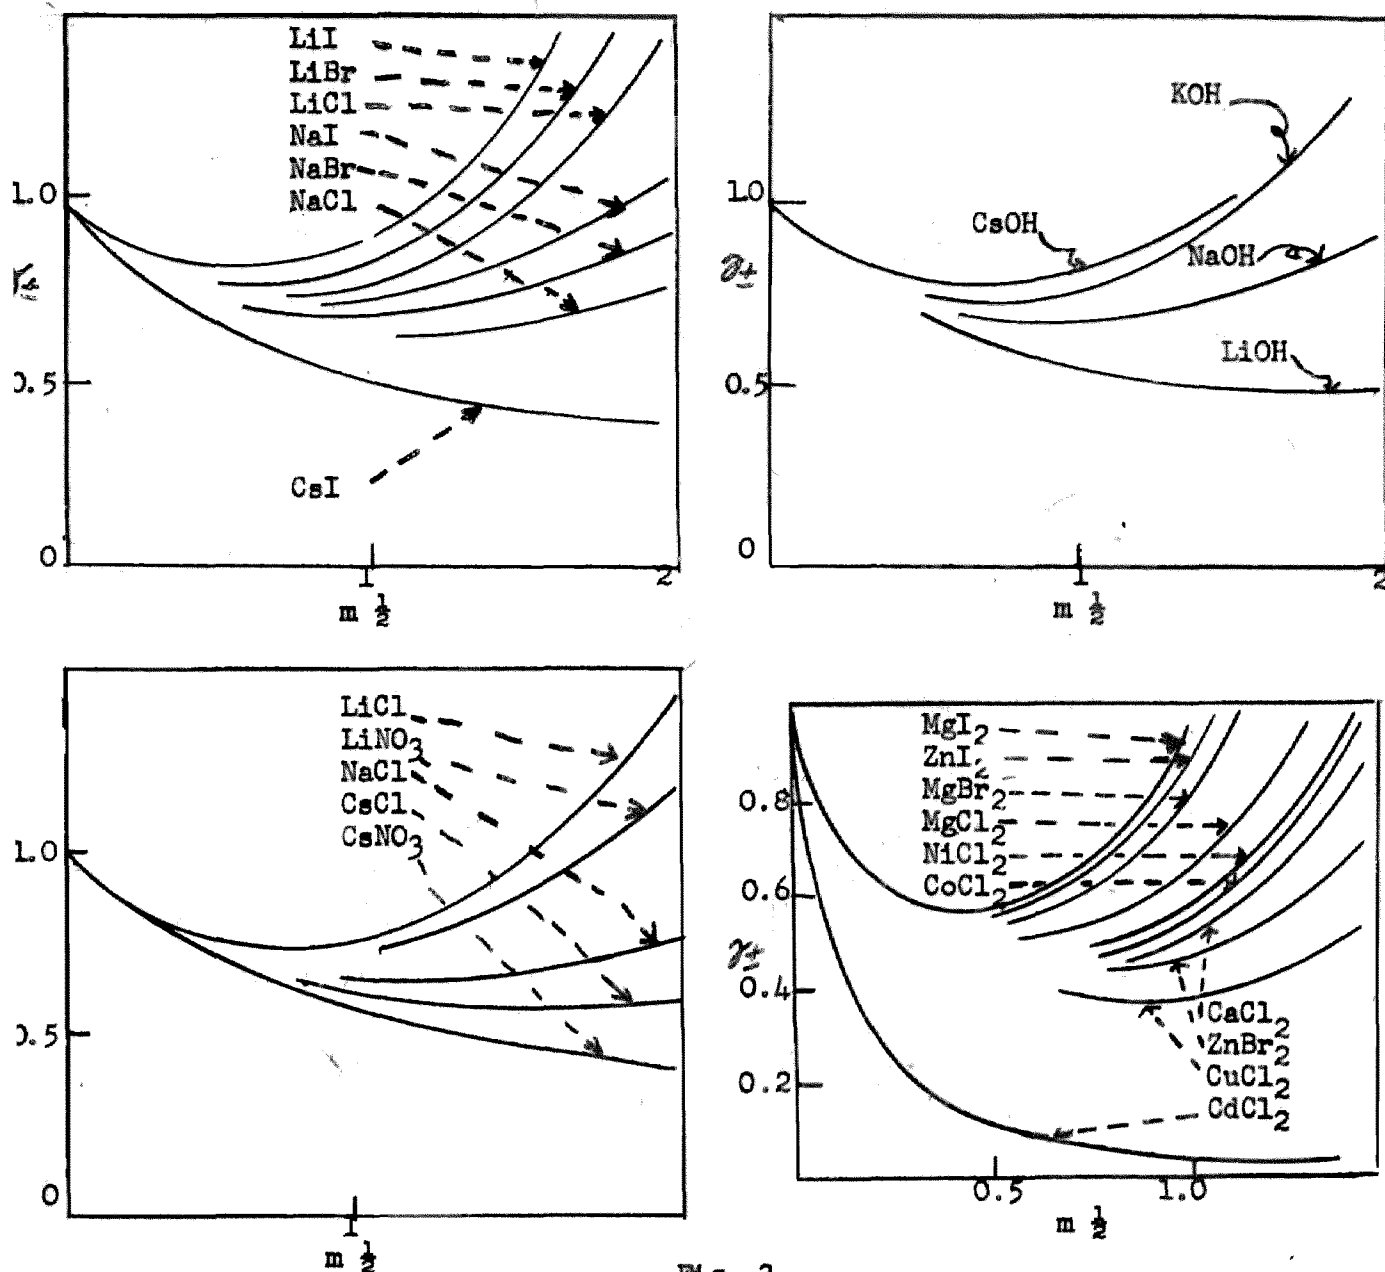 LiI
LiBr
LiCl
NaI
NaBr
NaCl
1.0
0.5
CsI
0
1
2
m ½
KOH
1.0
CsOH
γ±
NaOH
LiOH
0.5
0
1
2
m ½
LiCl
LiNO3
NaCl
CsCl
CsNO3
1.0
0.5
0
1
m ½
MgI2
ZnI2
MgBr2
MgCl2
NiCl2
CoCl2
0.8
0.6
γ±
0.4
0.2
CaCl2
ZnBr2
CuCl2
CdCl2
0.5
1.0
m ½